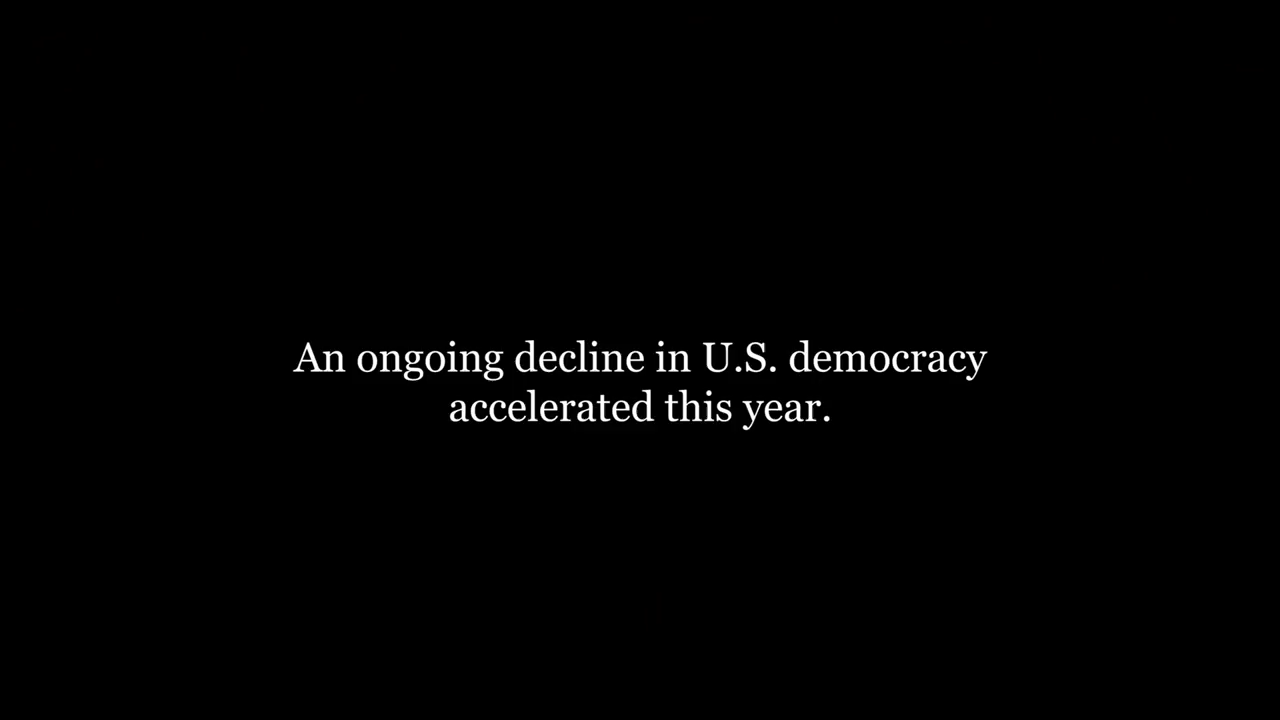 An ongoing decline in U.S. democracy
accelerated this year.